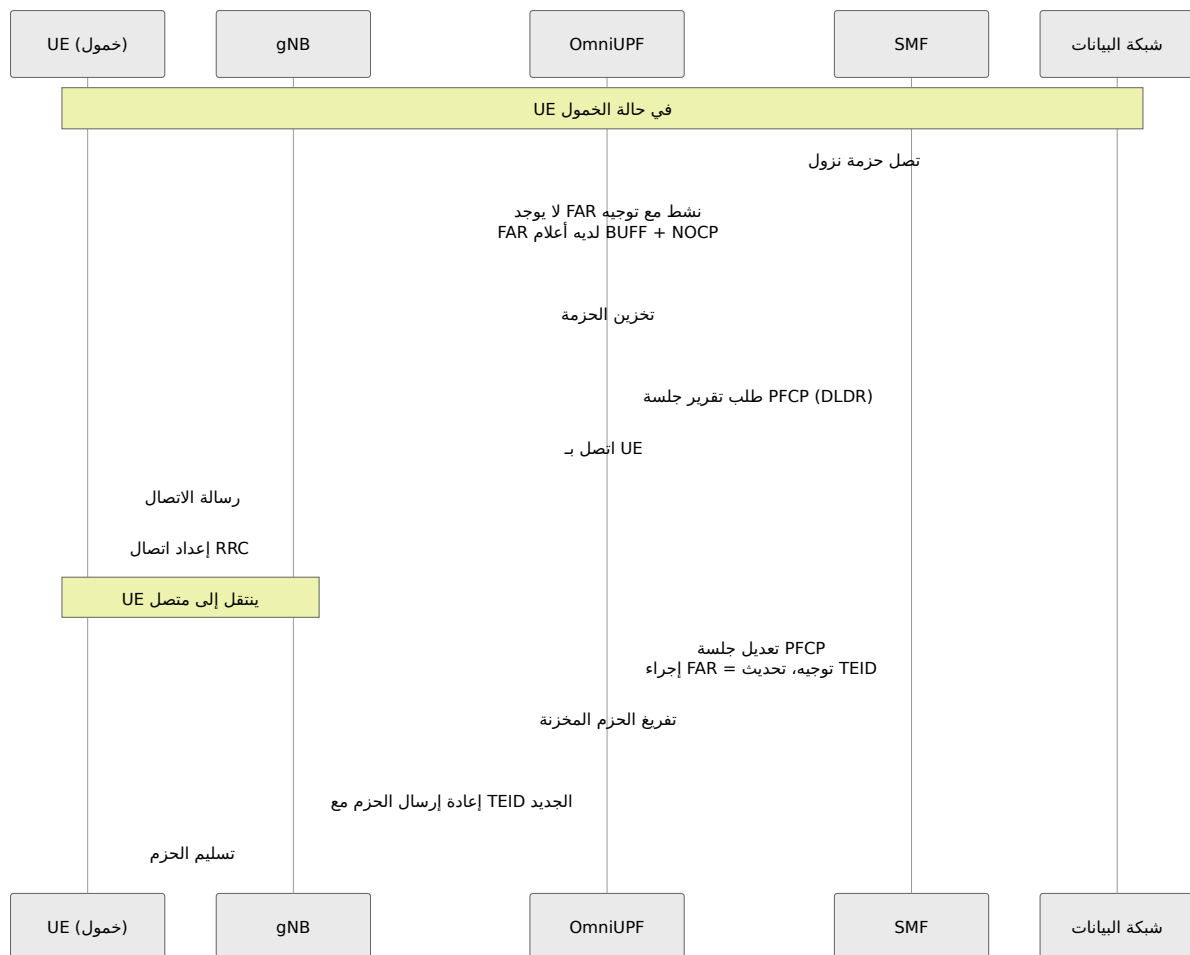 UE (خمول)
gNB
OmniUPF
SMF
شبكة البيانات
UE في حالة الخمول
تصل حزمة نزول
لا يوجد FAR نشط مع توجيه
FAR لديه أعلام BUFF + NOCP
تخزين الحزمة
طلب تقرير جلسة PFCP (DLDR)
اتصل بـ UE
رسالة الاتصال
إعداد اتصال RRC
UE ينتقل إلى متصل
تعديل جلسة PFCP
إجراء FAR = توجيه، تحديث TEID
تفريغ الحزم المخزنة
إعادة إرسال الحزم مع TEID الجديد
تسليم الحزم
UE (خمول)
gNB
OmniUPF
SMF
شبكة البيانات